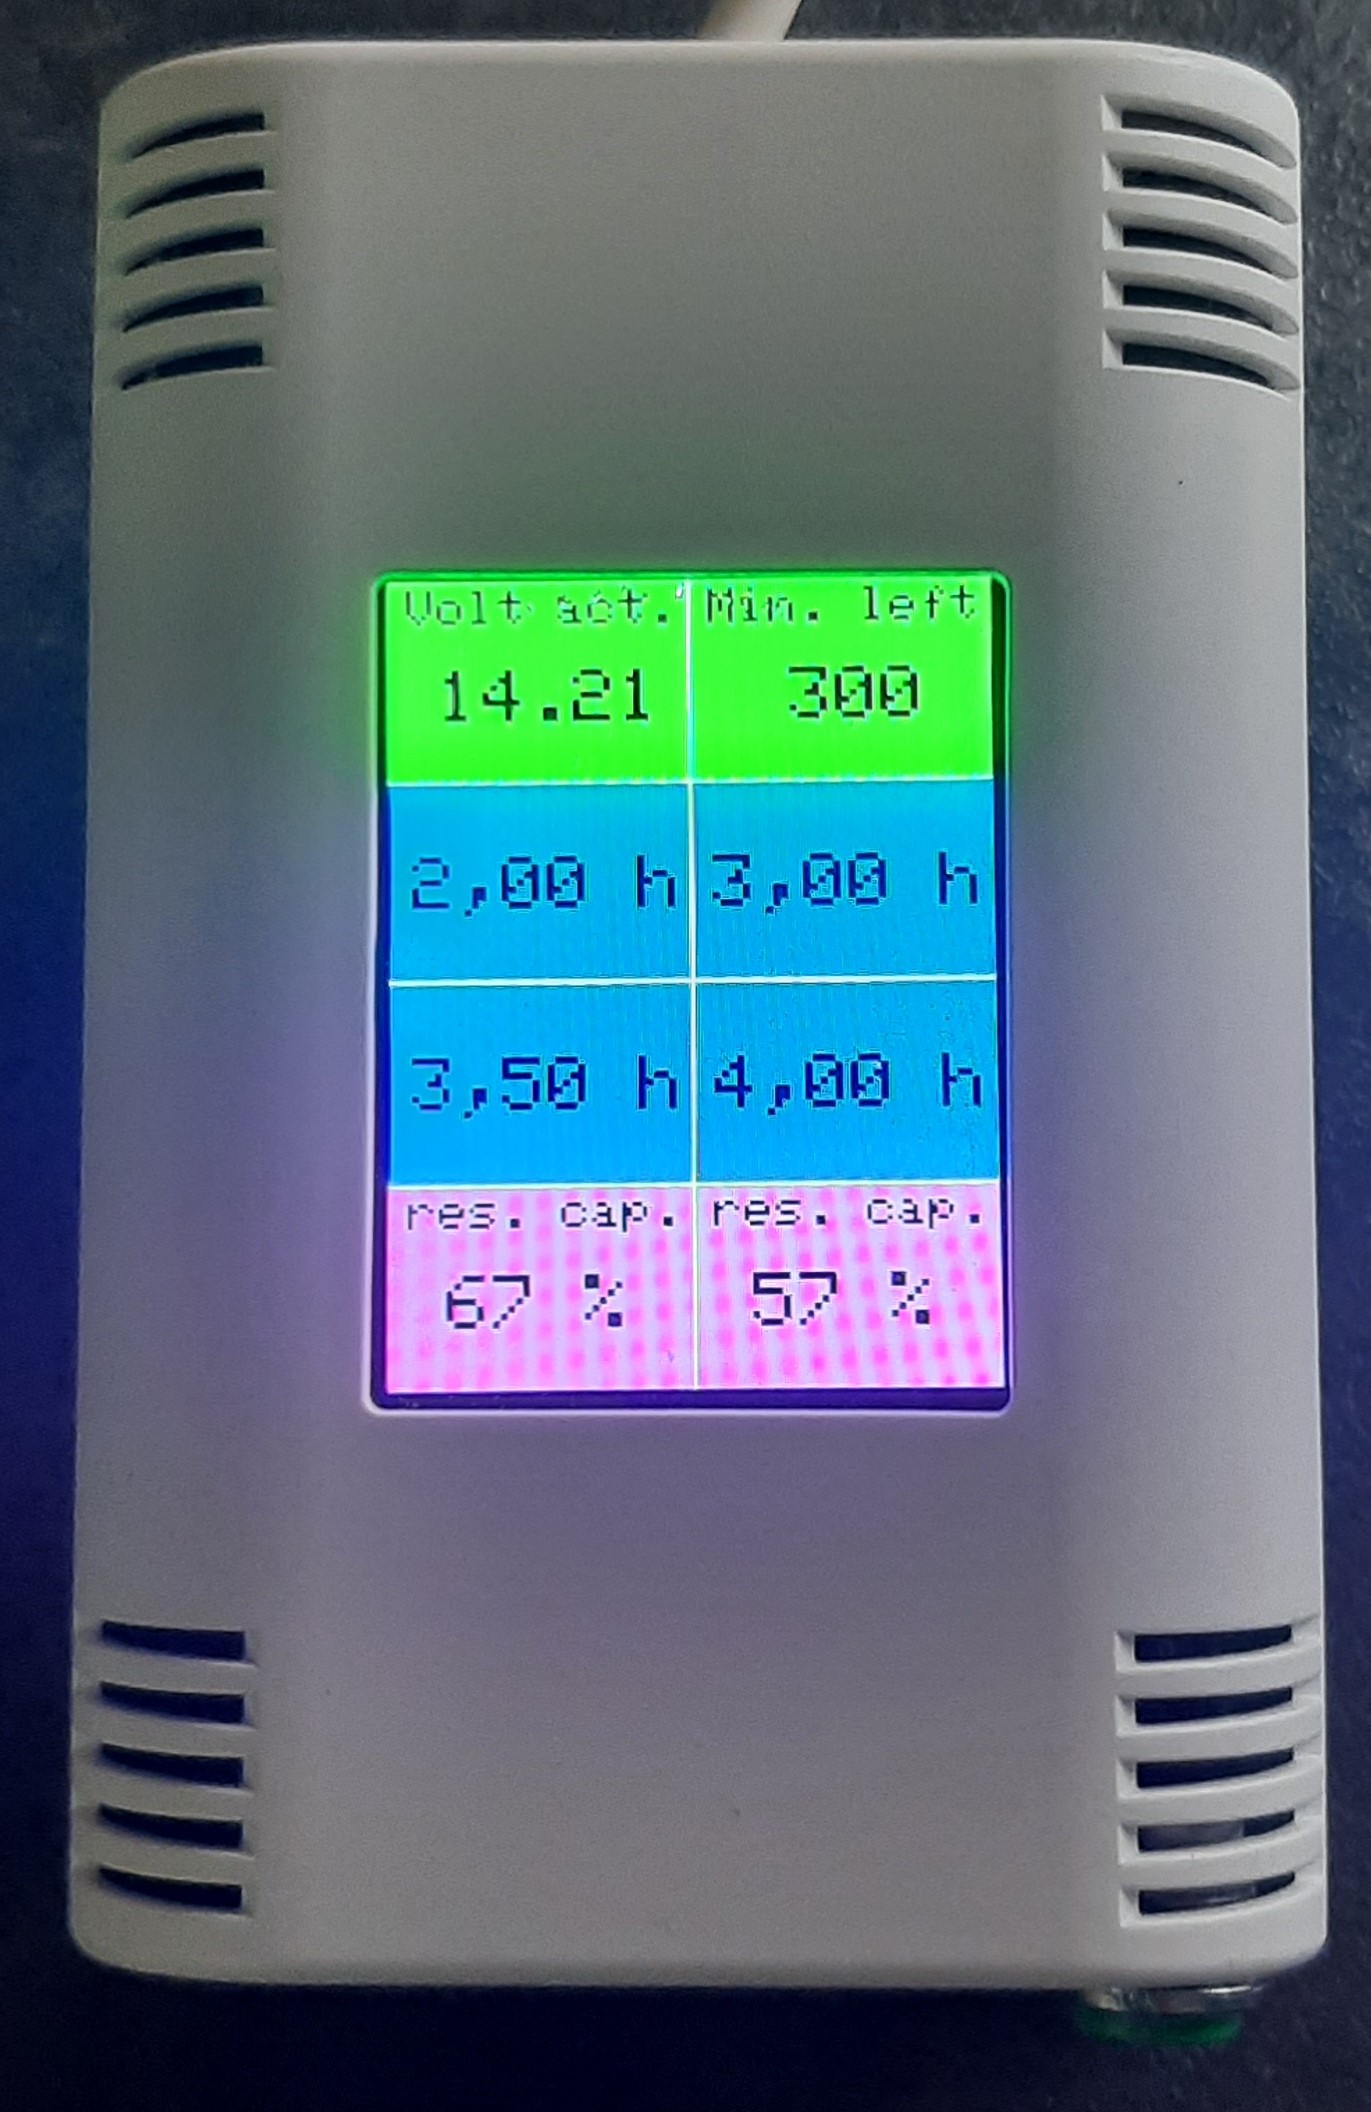 Volt act. Min. left
14.21 300
2,00 h 3,00 h
3,50 h 4,00 h
res. cap. res. cap.
67 % 57 %